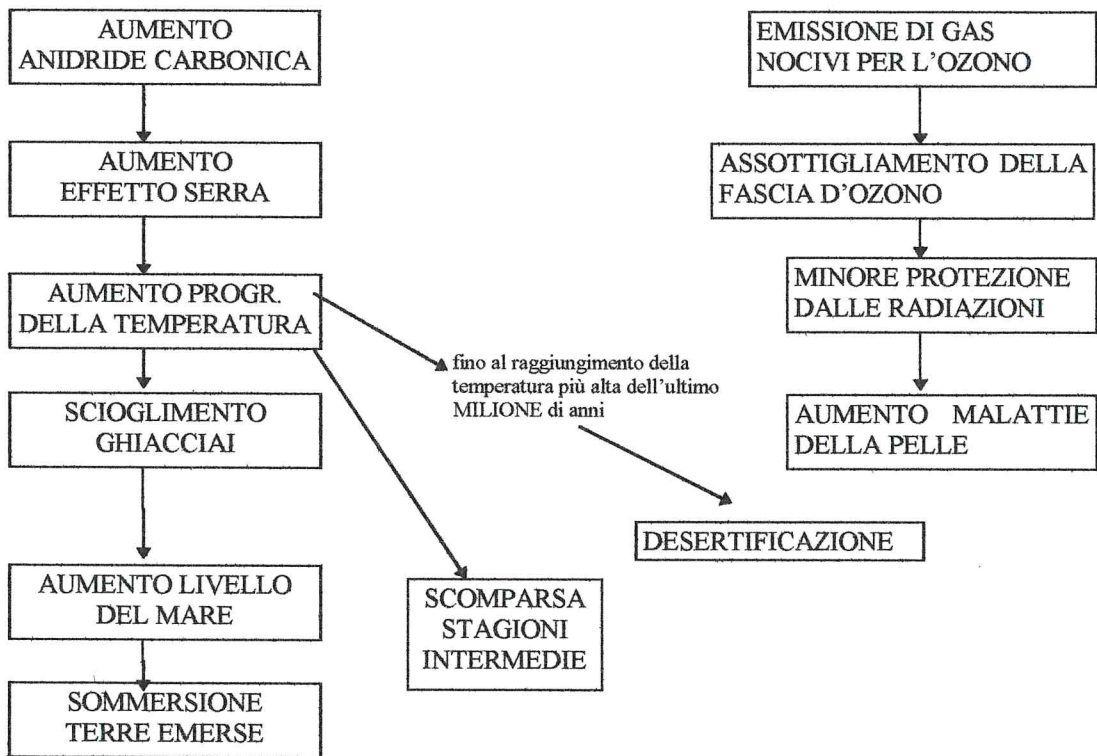 AUMENTO
ANIDRIDE CARBONICA
AUMENTO
EFFETTO SERRA
AUMENTO PROGR.
DELLA TEMPERATURA
SCIOGLIMENTO
GHIACCIAI
AUMENTO LIVELLO
DEL MARE
SOMMERSIONE
TERRE EMERSE
fino al raggiungimento della
temperatura più alta dell'ultimo
MILIONE di anni
SCOMPARSA
STAGIONI
INTERMEDIE
DESERTIFICAZIONE
EMISSIONE DI GAS
NOCIVI PER L'OZONO
ASSOTTIGLIAMENTO DELLA
FASCIA D'OZONO
MINORE PROTEZIONE
DALLE RADIAZIONI
AUMENTO MALATTIE
DELLA PELLE